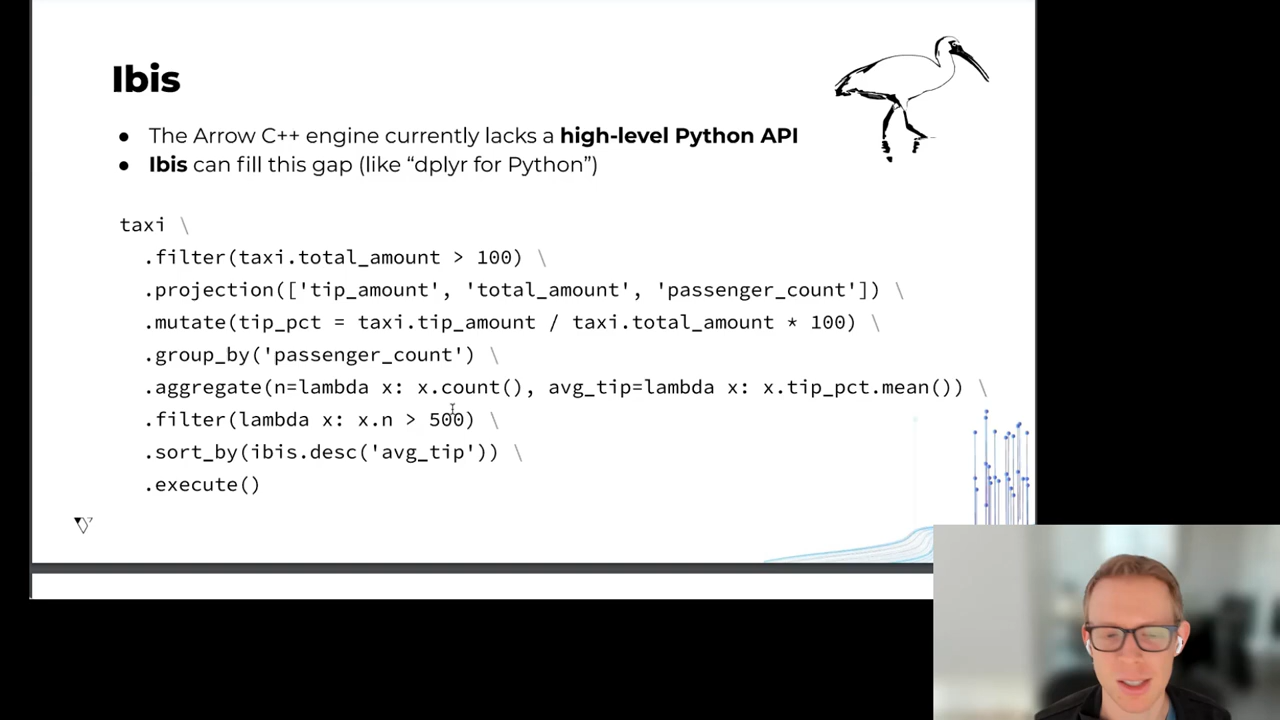 Ibis
● The Arrow C++ engine currently lacks a high-level Python API
● Ibis can fill this gap (like “dplyr for Python”)
taxi \
.filter(taxi.total_amount > 100) \
.projection(['tip_amount', 'total_amount', 'passenger_count']) \
.mutate(tip_pct = taxi.tip_amount / taxi.total_amount * 100) \
.group_by('passenger_count') \
.aggregate(n=lambda x: x.count(), avg_tip=lambda x: x.tip_pct.mean()) \
.filter(lambda x: x.n > 500) \
.sort_by(ibis.desc('avg_tip')) \
.execute()